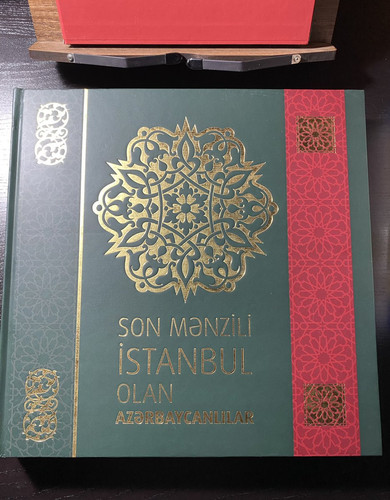 SON MƏNZİLİ
İSTANBUL
OLAN
AZƏRBAYCANLILAR